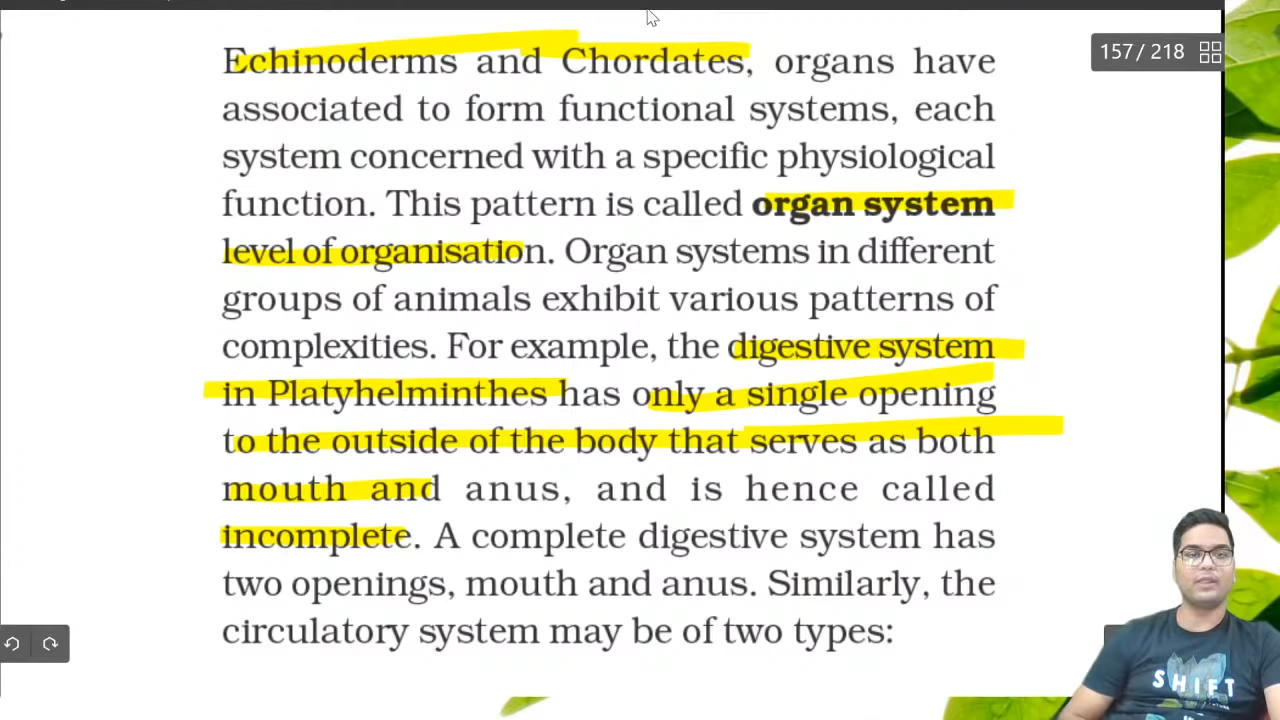 157 / 218
Echinoderms and Chordates, organs have
associated to form functional systems, each
system concerned with a specific physiological
function. This pattern is called organ system
level of organisation. Organ systems in different
groups of animals exhibit various patterns of
complexities. For example, the digestive system
in Platyhelminthes has only a single opening
to the outside of the body that serves as both
mouth and anus, and is hence called
incomplete. A complete digestive system has
two openings, mouth and anus. Similarly, the
circulatory system may be of two types:
SHIFT